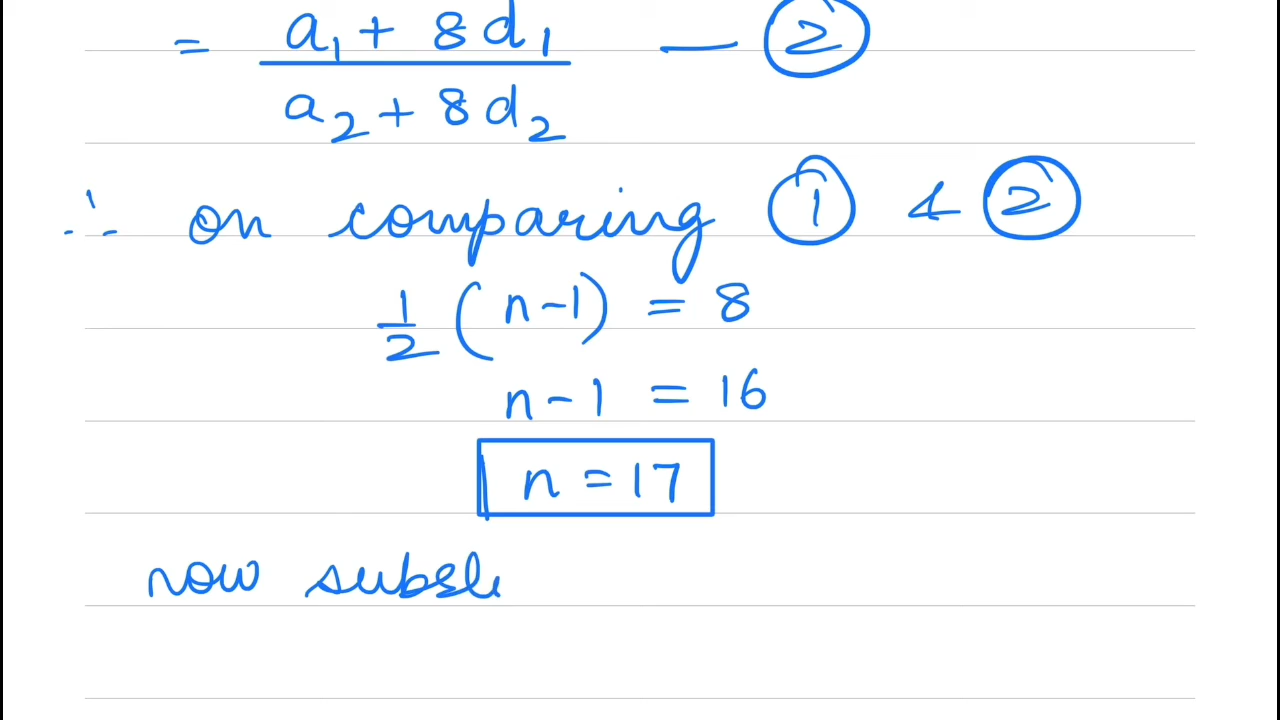 = a₁ + 8d₁ / a₂ + 8d₂ — ②
∴ on comparing ① & ②
1/2 (n-1) = 8
n-1 = 16
n = 17
now subst